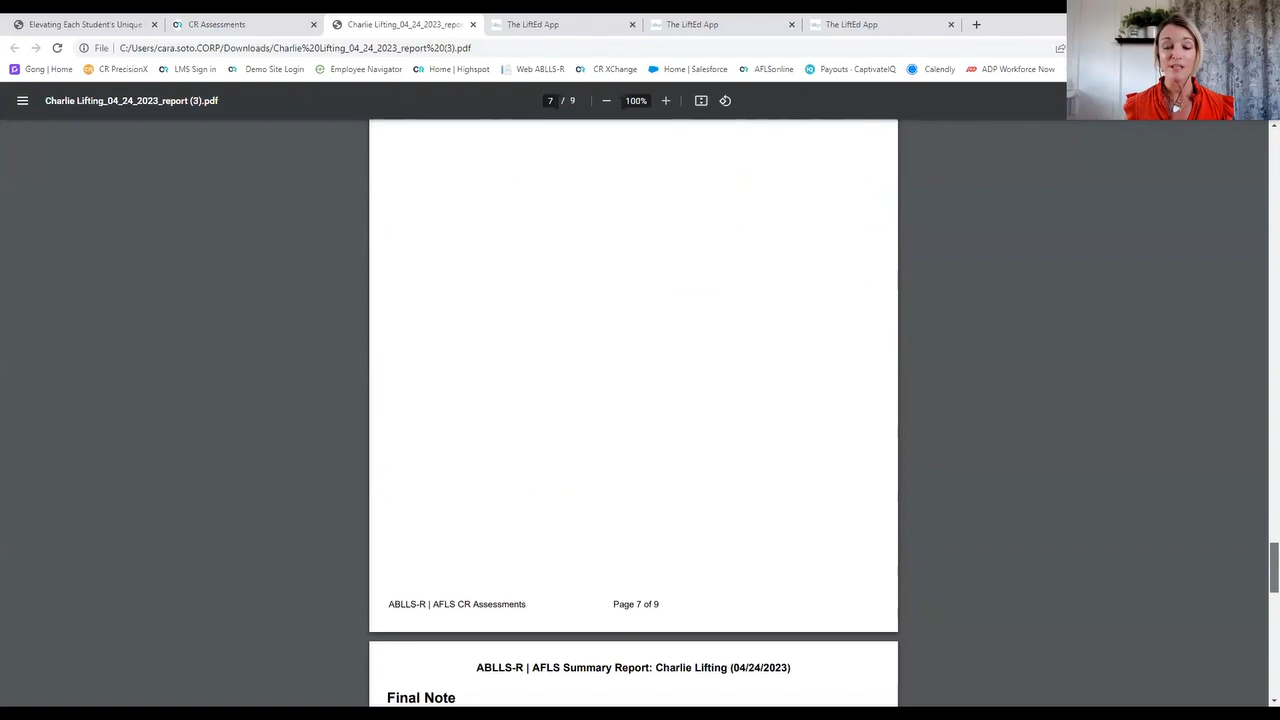 Elevating Each Student's Unique
CR Assessments
Charlie Lifting_04_24_2023_repor
The LiftEd App
The LiftEd App
The LiftEd App
File
C:/Users/cara.soto.CORP/Downloads/Charlie%20Lifting_04_24_2023_report%20(3).pdf
Gong | Home
CR PrecisionX
LMS Sign in
Demo Site Login
Employee Navigator
Home | Highspot
Web ABLLS-R
CR XChange
Home | Salesforce
AFLSonline
Payouts - CaptivateIQ
Calendly
ADP Workforce Now
Charlie Lifting_04_24_2023_report (3).pdf
7 / 9
100%
ABLLS-R | AFLS CR Assessments
Page 7 of 9
ABLLS-R | AFLS Summary Report: Charlie Lifting (04/24/2023)
Final Note